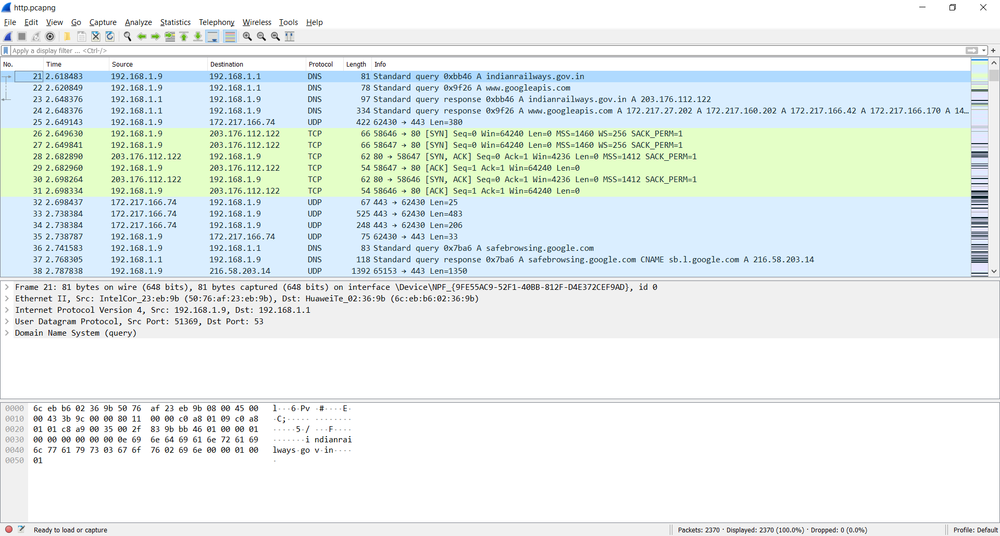 http.pcapng
File Edit View Go Capture Analyze Statistics Telephony Wireless Tools Help
Apply a display filter ... <Ctrl-/>
No. Time Source Destination Protocol Length Info
21 2.618483 192.168.1.9 192.168.1.1 DNS 81 Standard query 0xbb46 A indianrailways.gov.in
22 2.620849 192.168.1.9 192.168.1.1 DNS 78 Standard query 0x9f26 A www.googleapis.com
23 2.648376 192.168.1.1 192.168.1.9 DNS 97 Standard query response 0xbb46 A indianrailways.gov.in A 203.176.112.122
24 2.648376 192.168.1.1 192.168.1.9 DNS 334 Standard query response 0x9f26 A www.googleapis.com A 172.217.27.202 A 172.217.160.202 A 172.217.166.42 A 172.217.166.170 A 14...
25 2.649143 192.168.1.9 172.217.166.74 UDP 422 62430 → 443 Len=380
26 2.649630 192.168.1.9 203.176.112.122 TCP 66 58646 → 80 [SYN] Seq=0 Win=64240 Len=0 MSS=1460 WS=256 SACK_PERM=1
27 2.649841 192.168.1.9 203.176.112.122 TCP 66 58647 → 80 [SYN] Seq=0 Win=64240 Len=0 MSS=1460 WS=256 SACK_PERM=1
28 2.682890 203.176.112.122 192.168.1.9 TCP 62 80 → 58647 [SYN, ACK] Seq=0 Ack=1 Win=4236 Len=0 MSS=1412 SACK_PERM=1
29 2.682960 192.168.1.9 203.176.112.122 TCP 54 58647 → 80 [ACK] Seq=1 Ack=1 Win=64240 Len=0
30 2.698264 203.176.112.122 192.168.1.9 TCP 62 80 → 58646 [SYN, ACK] Seq=0 Ack=1 Win=4236 Len=0 MSS=1412 SACK_PERM=1
31 2.698334 192.168.1.9 203.176.112.122 TCP 54 58646 → 80 [ACK] Seq=1 Ack=1 Win=64240 Len=0
32 2.698437 172.217.166.74 192.168.1.9 UDP 67 443 → 62430 Len=25
33 2.738384 172.217.166.74 192.168.1.9 UDP 525 443 → 62430 Len=483
34 2.738384 172.217.166.74 192.168.1.9 UDP 248 443 → 62430 Len=206
35 2.738787 192.168.1.9 172.217.166.74 UDP 75 62430 → 443 Len=33
36 2.741583 192.168.1.9 192.168.1.1 DNS 83 Standard query 0x7ba6 A safebrowsing.google.com
37 2.768305 192.168.1.1 192.168.1.9 DNS 118 Standard query response 0x7ba6 A safebrowsing.google.com CNAME sb.l.google.com A 216.58.203.14
38 2.787838 192.168.1.9 216.58.203.14 UDP 1392 65153 → 443 Len=1350
Frame 21: 81 bytes on wire (648 bits), 81 bytes captured (648 bits) on interface \Device\NPF_{9FE55AC9-52F1-40BB-812F-D4E372CEF9AD}, id 0
Ethernet II, Src: IntelCor_23:eb:9b (50:76:af:23:eb:9b), Dst: HuaweiTe_02:36:9b (6c:eb:b6:02:36:9b)
Internet Protocol Version 4, Src: 192.168.1.9, Dst: 192.168.1.1
User Datagram Protocol, Src Port: 51369, Dst Port: 53
Domain Name System (query)
0000 6c eb b6 02 36 9b 50 76 af 23 eb 9b 08 00 45 00 l···6·Pv ·#····E·
0010 00 43 3b 9c 00 00 80 11 00 00 c0 a8 01 09 c0 a8 ·C;····· ········
0020 01 01 c8 a9 00 35 00 2f 83 9b bb 46 01 00 00 01 ·····5·/ ···F····
0030 00 00 00 00 00 00 0e 69 6e 64 69 61 6e 72 61 69 ·······i ndianrai
0040 6c 77 61 79 73 03 67 6f 76 02 69 6e 00 00 01 00 lways·go v·in····
0050 01 ·
Ready to load or capture Packets: 2370 · Displayed: 2370 (100.0%) · Dropped: 0 (0.0%) Profile: Default